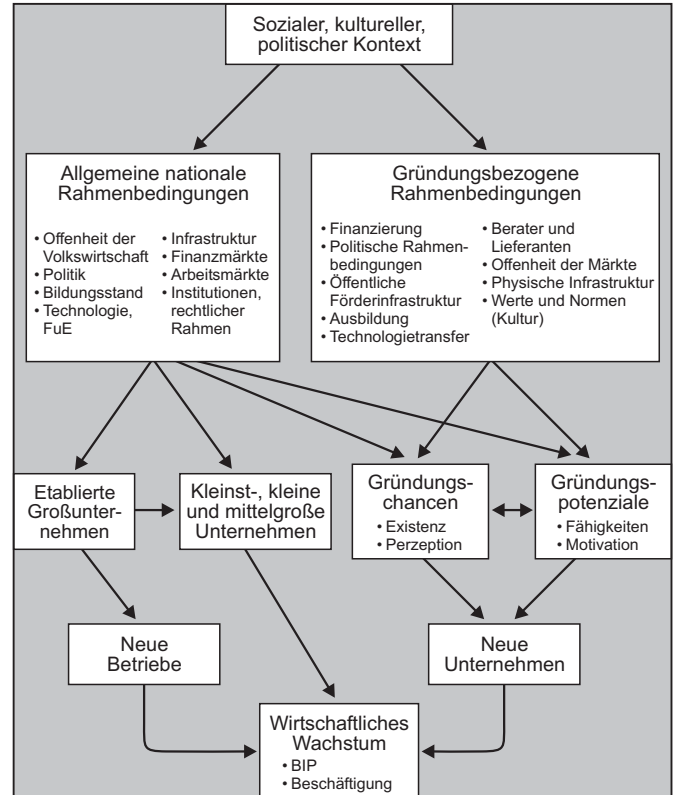 Sozialer, kultureller,
politischer Kontext
Allgemeine nationale
Rahmenbedingungen
• Offenheit der
Volkswirtschaft
• Politik
• Bildungsstand
• Technologie,
FuE
• Infrastruktur
• Finanzmärkte
• Arbeitsmärkte
• Institutionen,
rechtlicher
Rahmen
Gründungsbezogene
Rahmenbedingungen
• Finanzierung
• Politische Rahmen-
bedingungen
• Öffentliche
Förderinfrastruktur
• Ausbildung
• Technologietransfer
• Berater und
Lieferanten
• Offenheit der Märkte
• Physische Infrastruktur
• Werte und Normen
(Kultur)
Etablierte
Großunter-
nehmen
Kleinst-, kleine
und mittelgroße
Unternehmen
Gründungs-
chancen
• Existenz
• Perzeption
Gründungs-
potenziale
• Fähigkeiten
• Motivation
Neue
Betriebe
Neue
Unternehmen
Wirtschaftliches
Wachstum
• BIP
• Beschäftigung